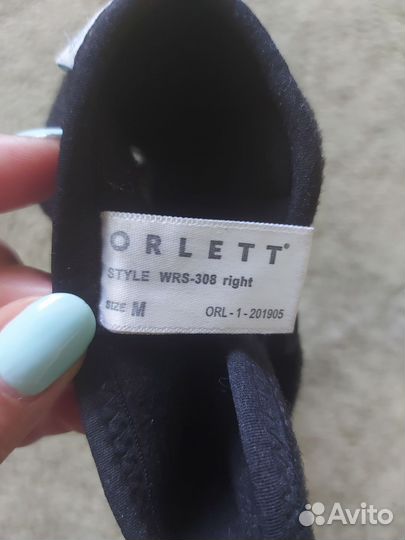 ORLETT®
STYLE WRS-308 right
SIZE M ORL-1-201905
Avito